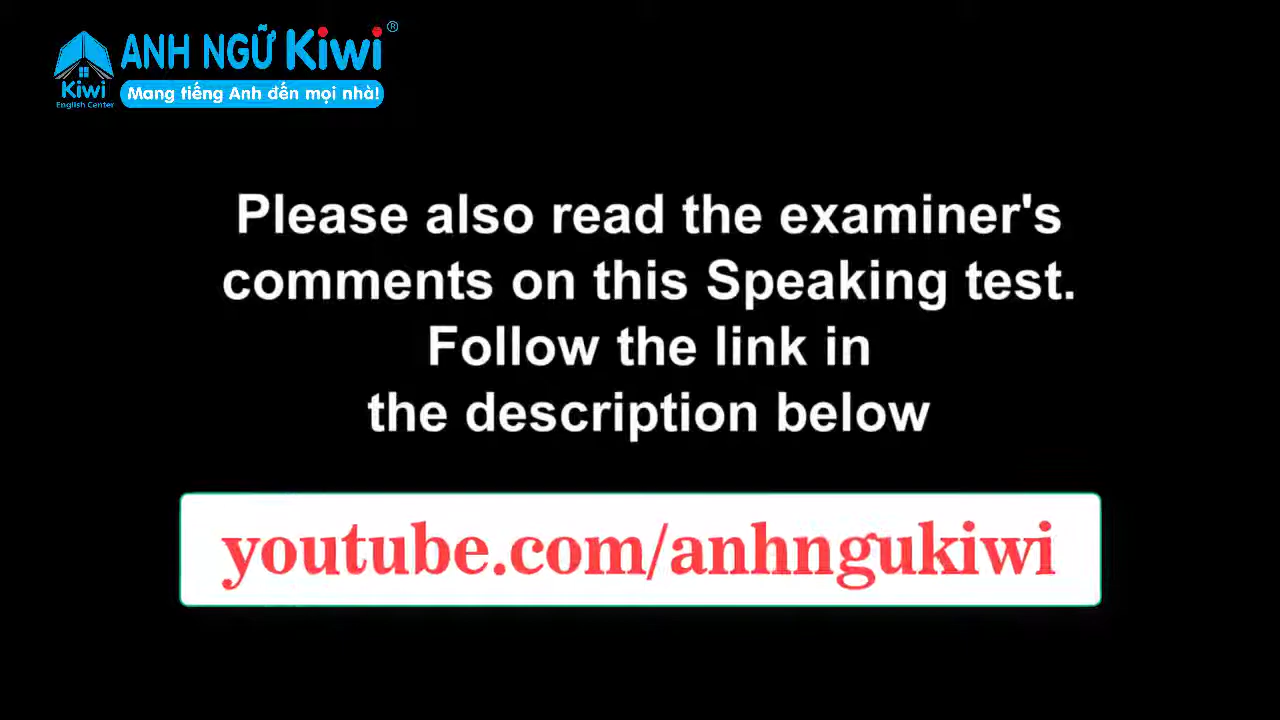 ANH NGỮ Kiwi®
Kiwi
English Center
Mang tiếng Anh đến mọi nhà!
Please also read the examiner's
comments on this Speaking test.
Follow the link in
the description below
youtube.com/anhngukiwi